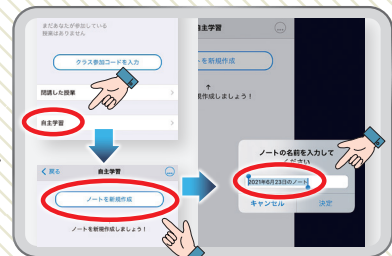 まだあなたが参加している
授業はありません
クラス参加コードを入力
開講した授業
自主学習
戻る
自主学習
ノートを新規作成
ノートを新規作成しましょう！
自主学習
トを新規作成
規作成しましょう！
ノートの名前を入力して
ください
2021年6月23日のノート
キャンセル
決定